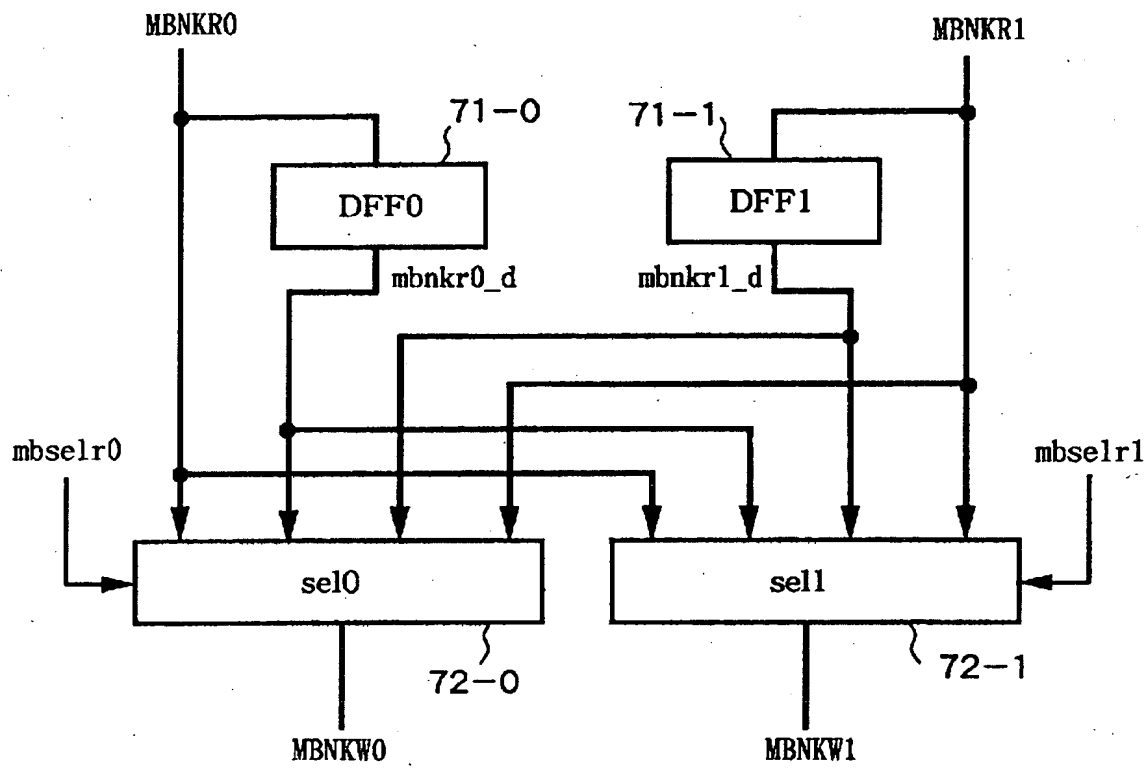 MBNKR0
MBNKR1
71-0
71-1
DFF0
DFF1
mbnkr0_d
mbnkr1_d
mbselr0
mbselr1
sel0
sel1
72-0
72-1
MBNKW0
MBNKW1